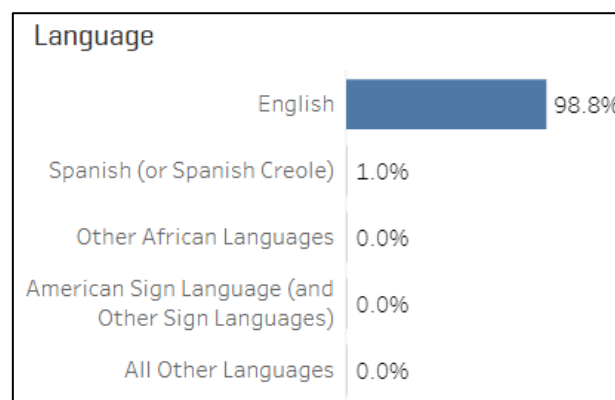 Language
English 98.8%
Spanish (or Spanish Creole) 1.0%
Other African Languages 0.0%
American Sign Language (and
Other Sign Languages) 0.0%
All Other Languages 0.0%